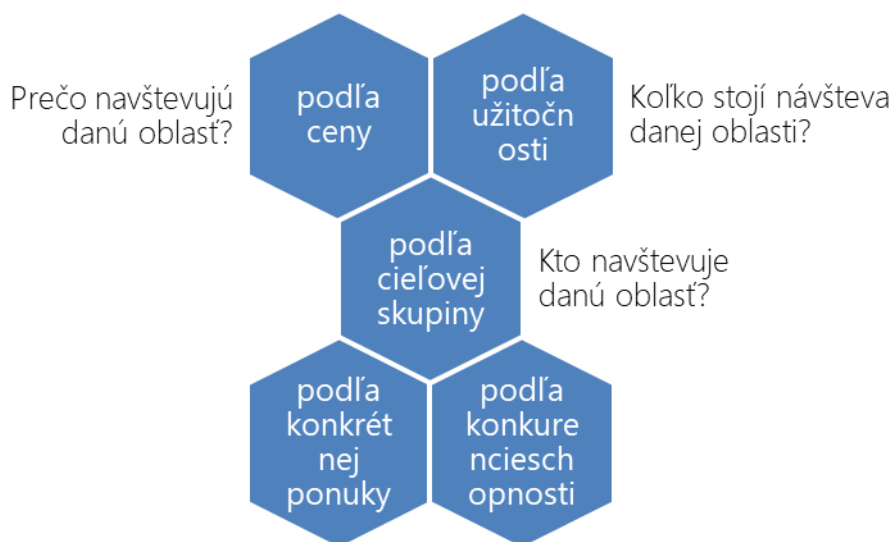 Prečo navštevujú
danú oblasť?
podľa
ceny
podľa
užitočn
osti
Koľko stojí návšteva
danej oblasti?
podľa
cieľovej
skupiny
Kto navštevuje
danú oblasť?
podľa
konkrét
nej
ponuky
podľa
konkure
nciesch
opnosti